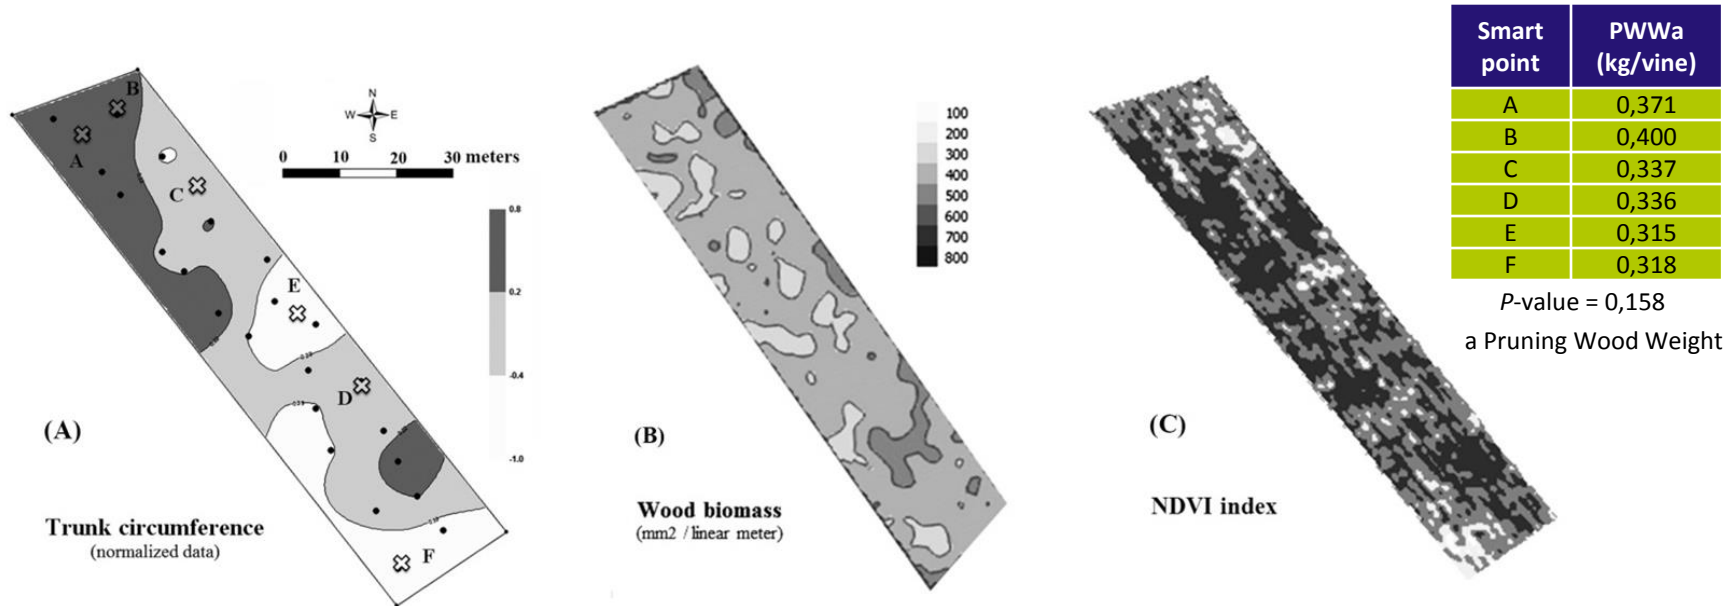 B
A
C
E
D
F
N
W E
S
0 10 20 30 meters
0.8
0.2
-0.4
-1.0
(A)
Trunk circumference
(normalized data)
100
200
300
400
500
600
700
800
(B)
Wood biomass
(mm2 / linear meter)
(C)
NDVI index
Smart point PWWa (kg/vine)
A 0,371
B 0,400
C 0,337
D 0,336
E 0,315
F 0,318
P-value = 0,158
a Pruning Wood Weight